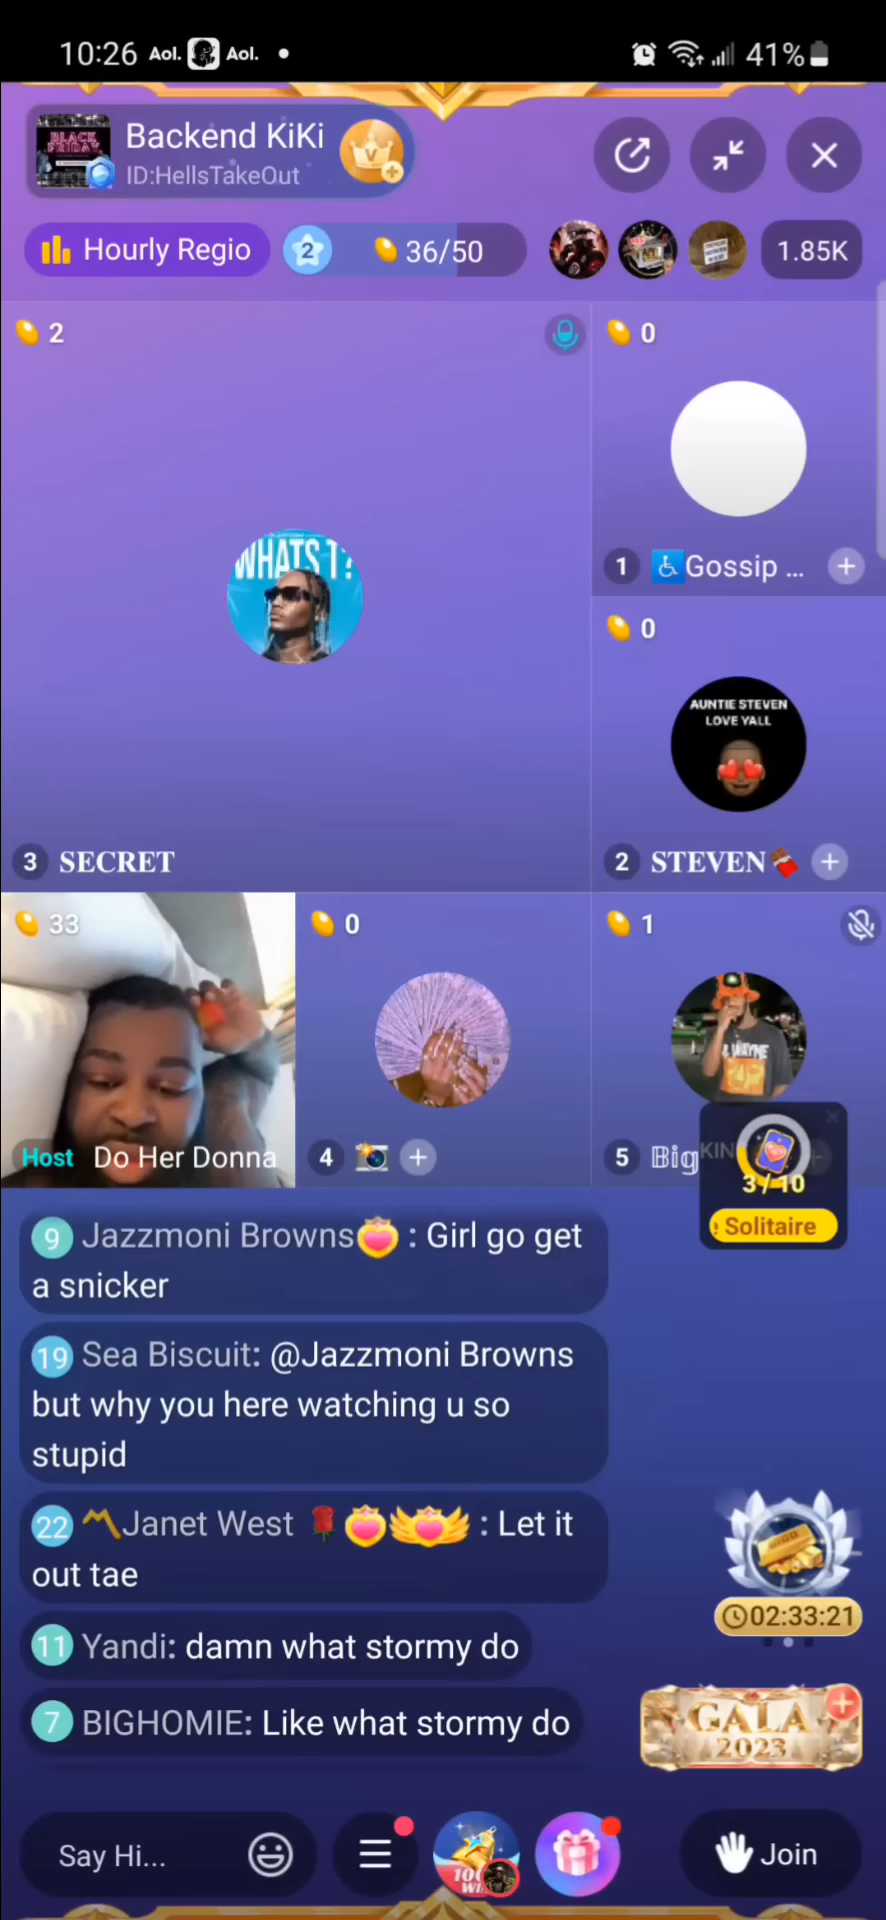 10:26 Aol. Aol. 41%
BLACK FRIDAY
Backend KiKi
ID:HellsTakeOut
Hourly Regio
2
36/50
1.85K
2
0
WHATS 1?
1 ♿Gossip ...
0
AUNTIE STEVEN
LOVE YALL
3 SECRET
2 STEVEN🍫
33
0
1
WAYNE
Host Do Her Donna
4 📸
5 Big
KIN
3/10
Solitaire
9 Jazzmoni Browns : Girl go get
a snicker
19 Sea Biscuit: @Jazzmoni Browns
but why you here watching u so
stupid
22 〽️Janet West 🌹 : Let it
out tae
11 Yandi: damn what stormy do
7 BIGHOMIE: Like what stormy do
02:33:21
GALA
2023
Say Hi...
Join